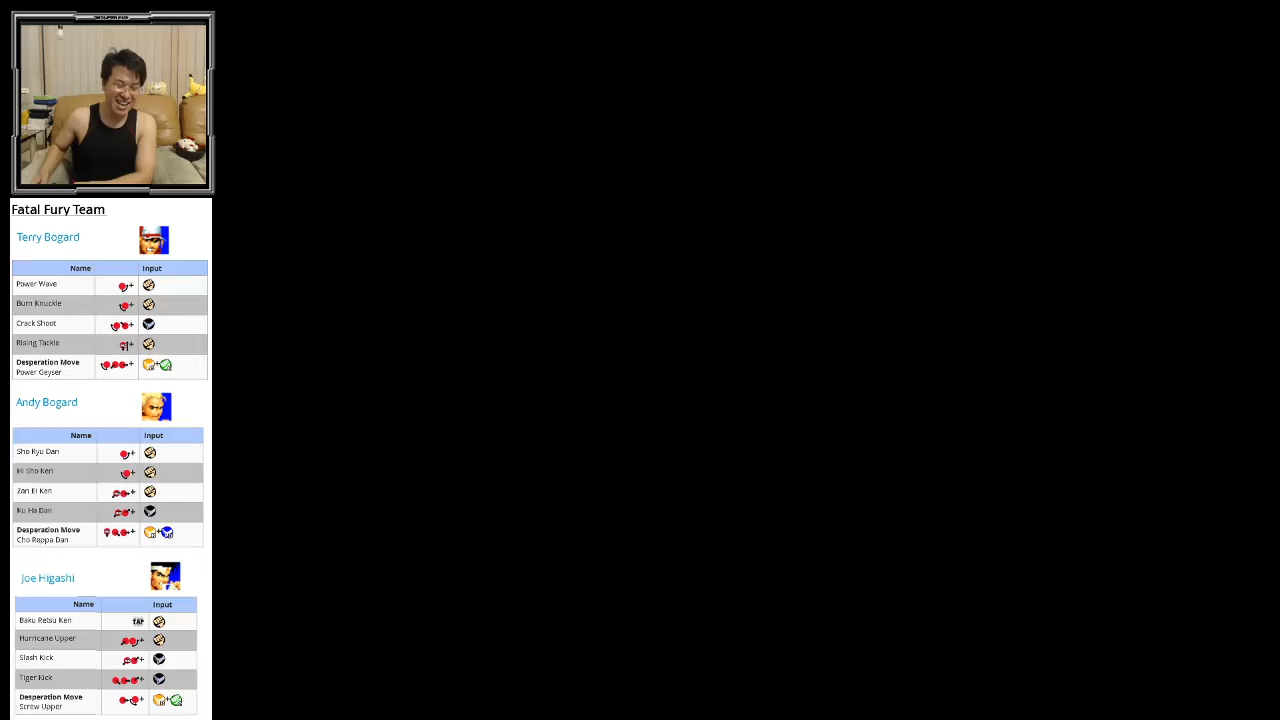 Fatal Fury Team
Terry Bogard
Name Input
Power Wave +
Burn Knuckle +
Crack Shoot +
Rising Tackle +
Desperation Move + +
Power Geyser
Andy Bogard
Name Input
Sho Ryu Dan +
Hi Sho Ken +
Zan Ei Ken +
Ku Ha Dan +
Desperation Move + +
Cho Reppa Dan
Joe Higashi
Name Input
Baku Retsu Ken TAP
Hurricane Upper +
Slash Kick +
Tiger Kick +
Desperation Move + +
Screw Upper